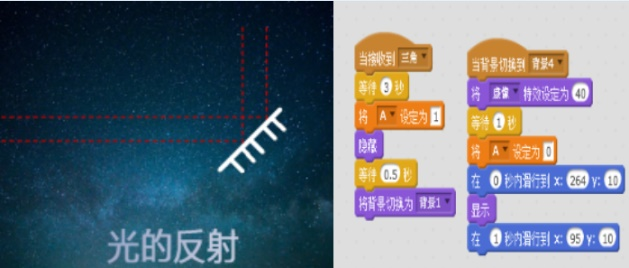 光的反射
当接收到 三角
等待 3 秒
将 A 设定为 1
隐藏
等待 0.5 秒
将背景切换为 背景1
当背景切换到 背景4
将 虚像 特效设定为 40
等待 1 秒
将 A 设定为 0
在 0 秒内滑行到 x: 264 y: 10
显示
在 1 秒内滑行到 x: 95 y: 10